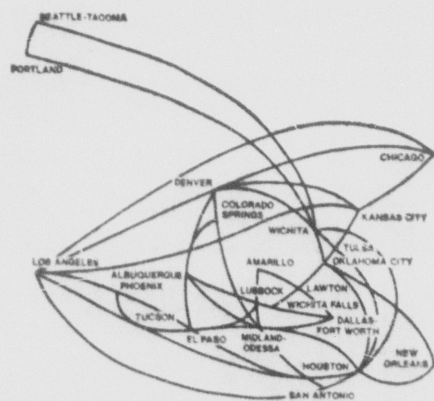 SEATTLE-TACOMA
PORTLAND
CHICAGO
DENVER
COLORADO
SPRINGS
KANSAS CITY
WICHITA
TULSA
OKLAHOMA CITY
LOS ANGELES
ALBUQUERQUE
PHOENIX
AMARILLO
LUBBOCK
LAWTON
WICHITA FALLS
TUCSON
DALLAS-
FORT WORTH
EL PASO
MIDLAND-
ODESSA
NEW
ORLEANS
HOUSTON
SAN ANTONIO